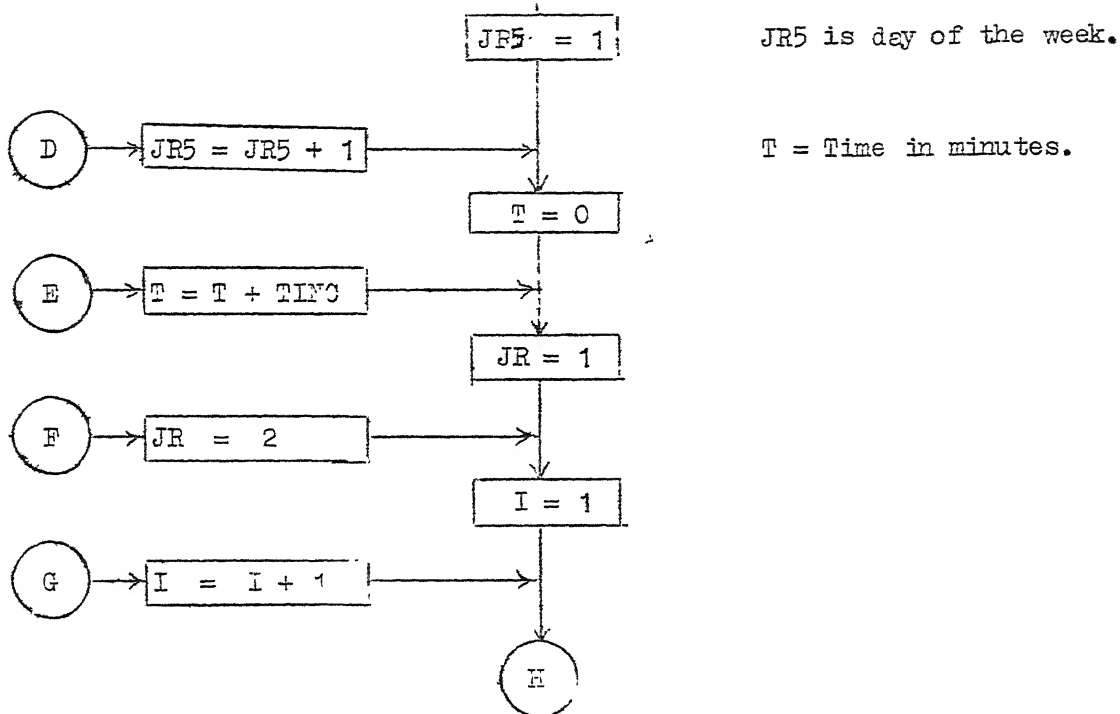 JR5 = 1
JR5 is day of the week.
D
JR5 = JR5 + 1
T = Time in minutes.
T = 0
E
T = T + TINC
JR = 1
F
JR = 2
I = 1
G
I = I + 1
H